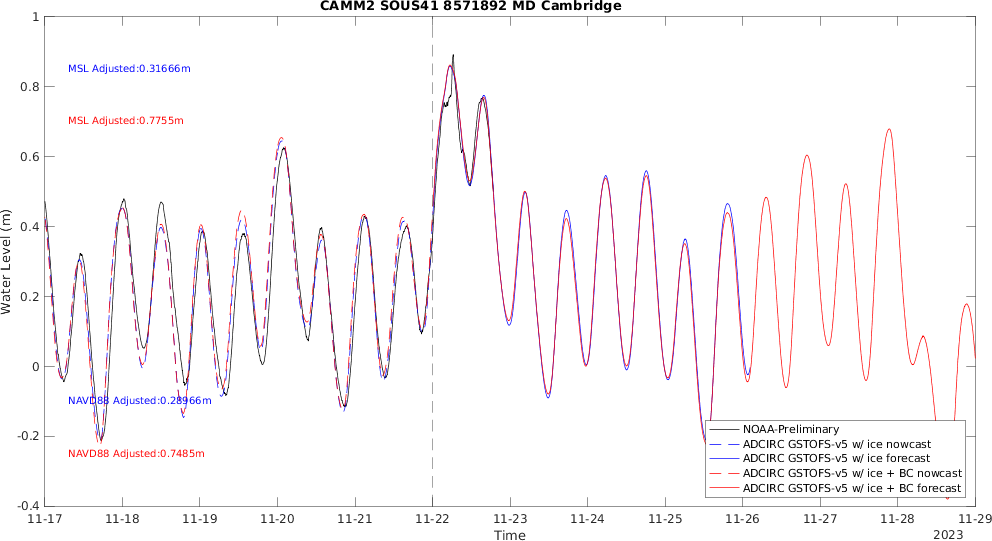 CAMM2 SOUS41 8571892 MD Cambridge
1
0.8
0.6
0.4
0.2
0
-0.2
-0.4
Water Level (m)
MSL Adjusted:0.31666m
MSL Adjusted:0.7755m
NAVD88 Adjusted:0.28966m
NAVD88 Adjusted:0.7485m
NOAA-Preliminary
ADCIRC GSTOFS-v5 w/ ice nowcast
ADCIRC GSTOFS-v5 w/ ice forecast
ADCIRC GSTOFS-v5 w/ ice + BC nowcast
ADCIRC GSTOFS-v5 w/ ice + BC forecast
11-17 11-18 11-19 11-20 11-21 11-22 11-23 11-24 11-25 11-26 11-27 11-28 11-29
Time
2023